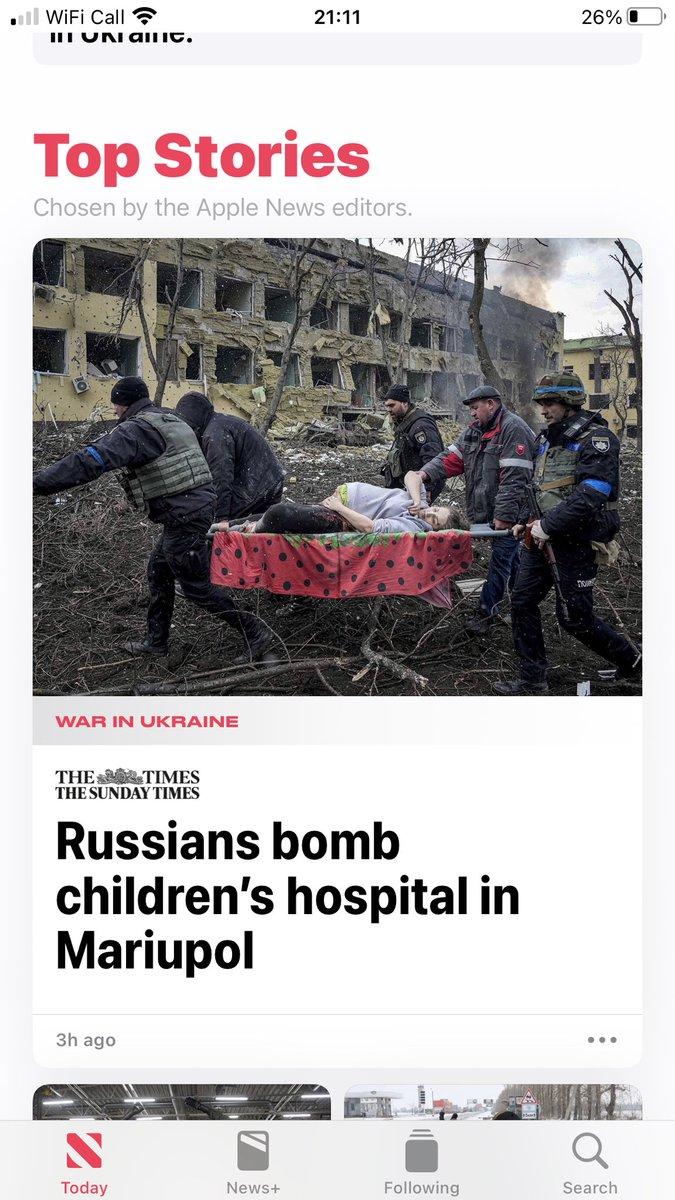 WiFi Call 21:11 26%
in Ukraine.
Top Stories
Chosen by the Apple News editors.
WAR IN UKRAINE
THE TIMES
THE SUNDAY TIMES
Russians bomb
children’s hospital in
Mariupol
3h ago
Today News+ Following Search